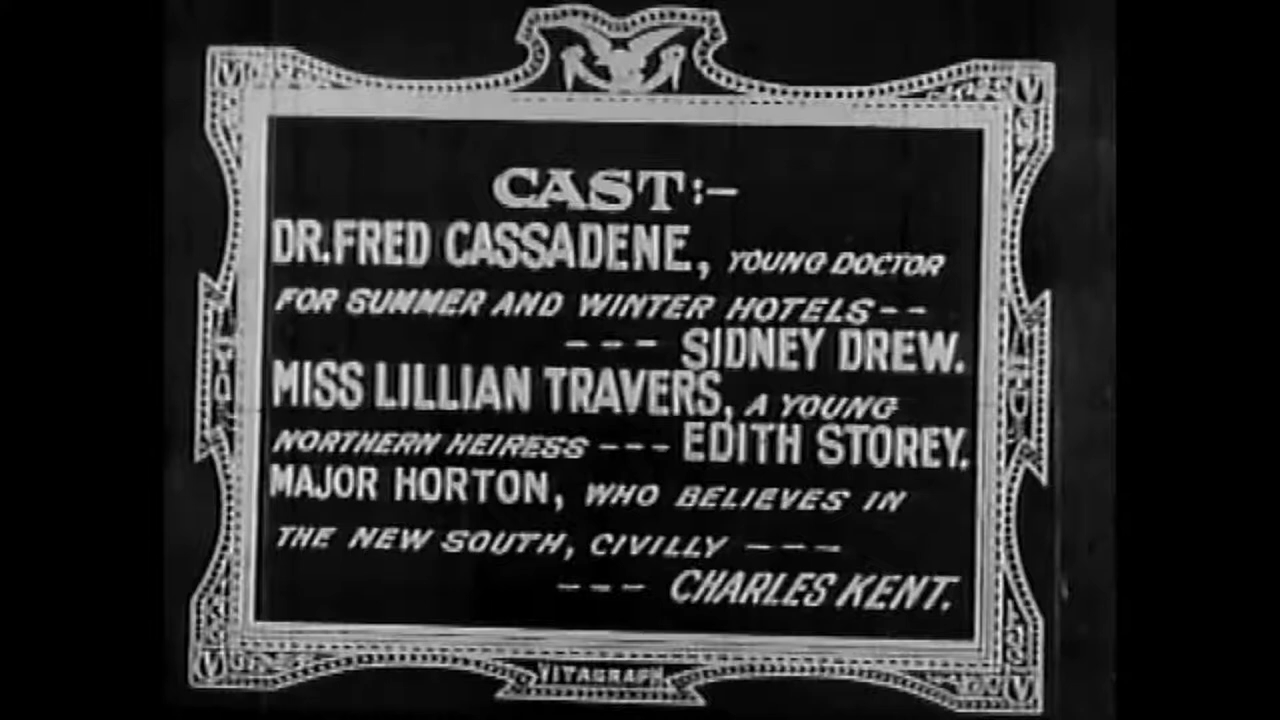 CAST:-
DR. FRED CASSADENE, YOUNG DOCTOR
FOR SUMMER AND WINTER HOTELS--
--- SIDNEY DREW.
MISS LILLIAN TRAVERS, A YOUNG
NORTHERN HEIRESS --- EDITH STOREY.
MAJOR HORTON, WHO BELIEVES IN
THE NEW SOUTH, CIVILLY ---
--- CHARLES KENT.
VITAGRAPH